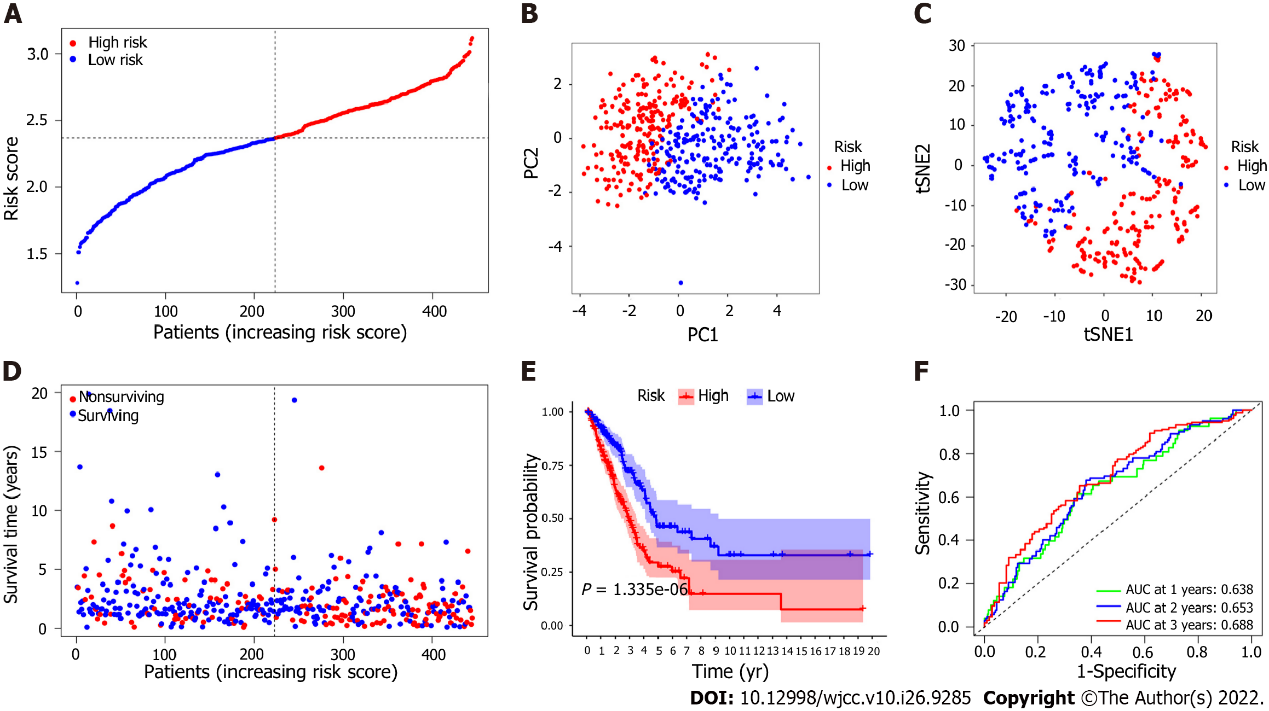 A
High risk
Low risk
3.0
2.5
2.0
1.5
Risk score
0 100 200 300 400
Patients (increasing risk score)
B
2
0
-2
-4
PC2
-4 -2 0 2 4
PC1
Risk
High
Low
C
30
20
10
0
-10
-20
-30
tSNE2
-20 -10 0 10 20
tSNE1
Risk
High
Low
D
Nonsurviving
Surviving
20
15
10
5
0
Survival time (years)
0 100 200 300 400
Patients (increasing risk score)
E
Risk High Low
1.00
0.75
0.50
0.25
0.00
Survival probability
P = 1.335e-06
0 1 2 3 4 5 6 7 8 9 10 11 12 13 14 15 16 17 18 19 20
Time (yr)
F
1.0
0.8
0.6
0.4
0.2
0.0
Sensitivity
AUC at 1 years: 0.638
AUC at 2 years: 0.653
AUC at 3 years: 0.688
0.0 0.2 0.4 0.6 0.8 1.0
1-Specificity
DOI: 10.12998/wjcc.v10.i26.9285 Copyright ©The Author(s) 2022.